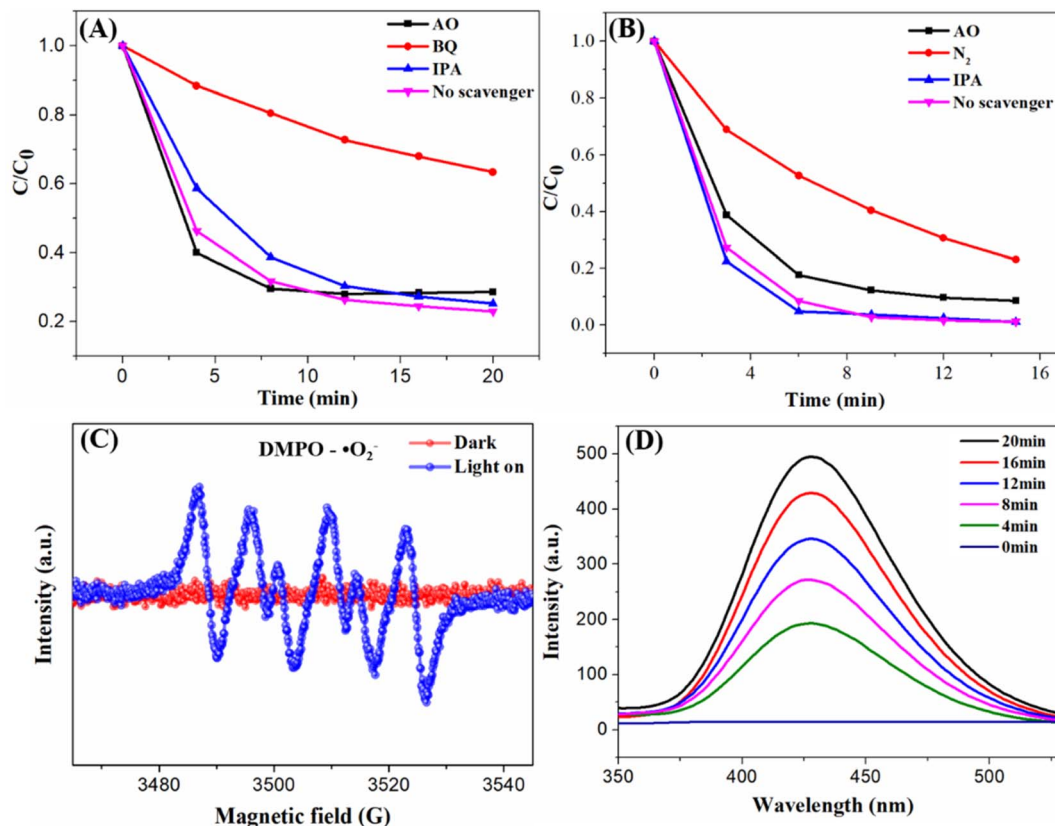 (A)
AO
BQ
IPA
No scavenger
C/C0
1.0
0.8
0.6
0.4
0.2
0
5
10
15
20
Time (min)
(B)
AO
N2
IPA
No scavenger
C/C0
1.0
0.8
0.6
0.4
0.2
0.0
0
4
8
12
16
Time (min)
(C)
DMPO - •O2-
Dark
Light on
Intensity (a.u.)
3480
3500
3520
3540
Magnetic field (G)
(D)
20min
16min
12min
8min
4min
0min
Intensity (a.u.)
500
400
300
200
100
0
350
400
450
500
Wavelength (nm)